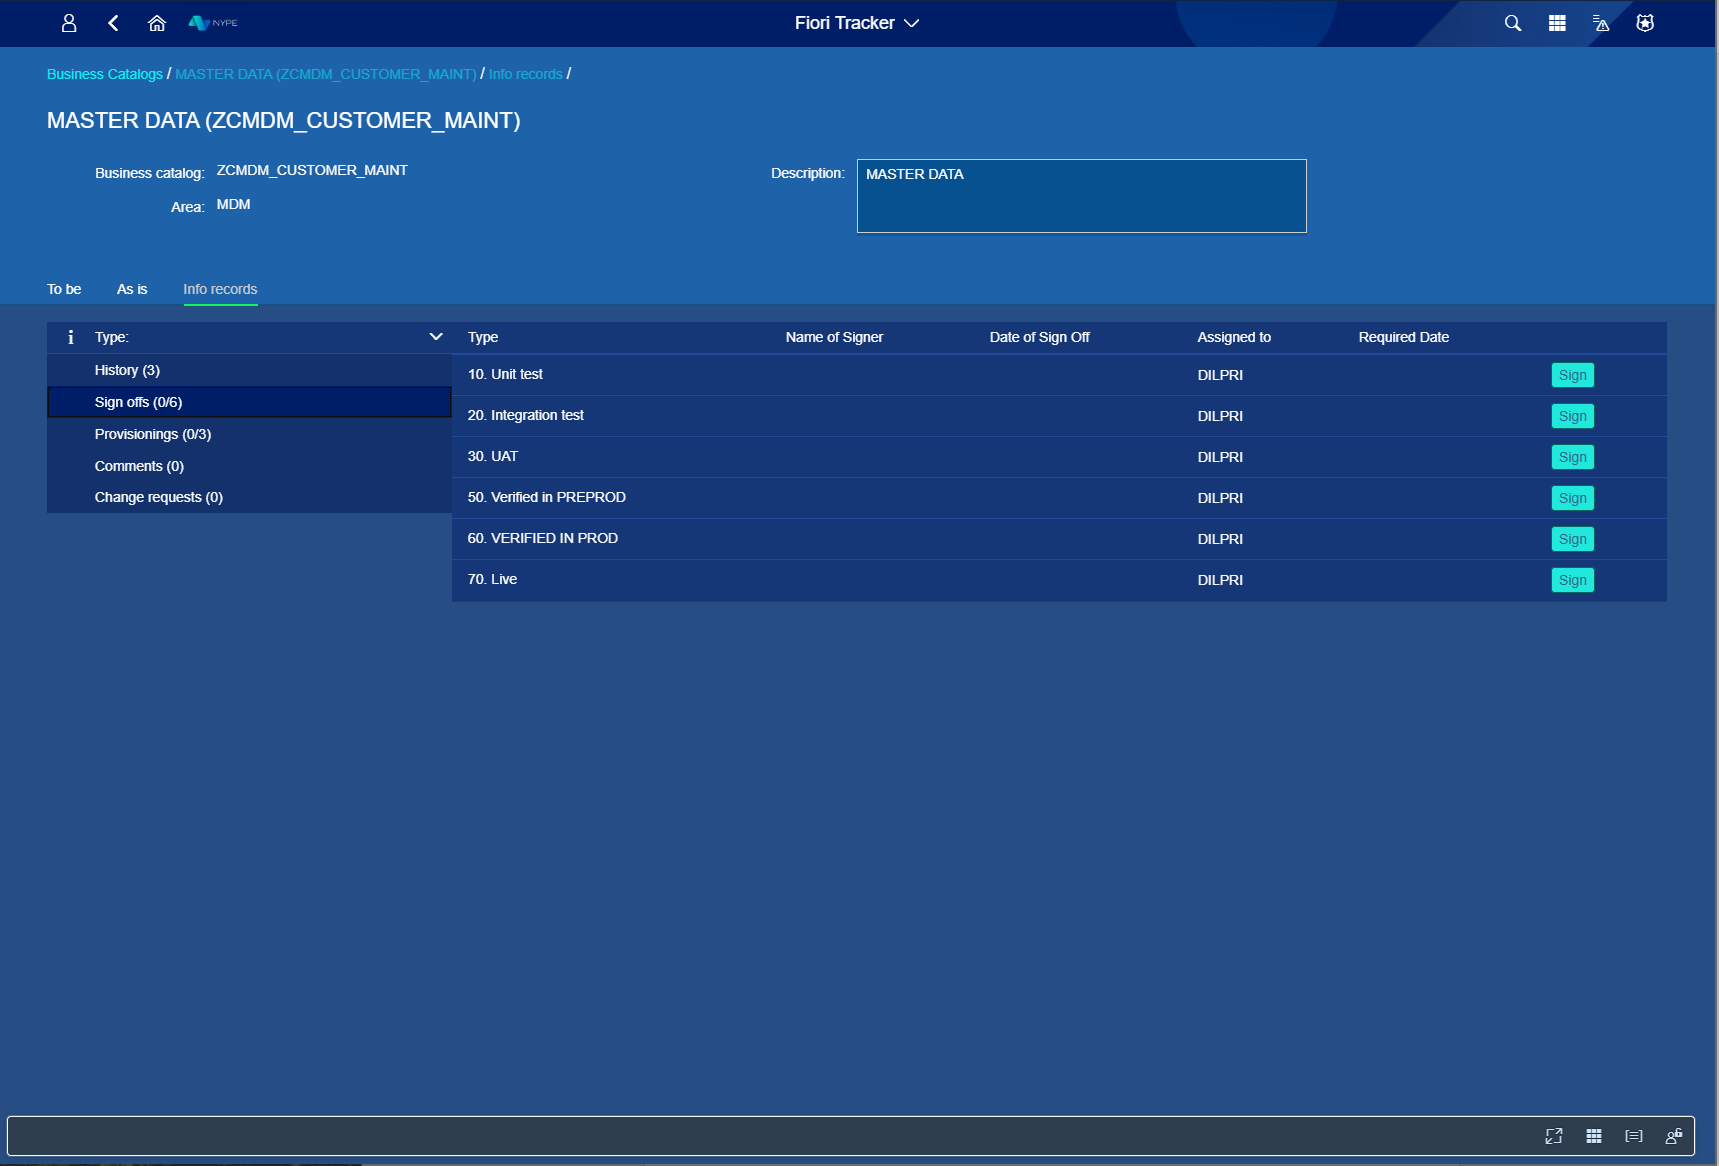 NYPE
Fiori Tracker
Business Catalogs / MASTER DATA (ZCMDM_CUSTOMER_MAINT) / Info records /
MASTER DATA (ZCMDM_CUSTOMER_MAINT)
Business catalog: ZCMDM_CUSTOMER_MAINT
Area: MDM
Description: MASTER DATA
To be As is Info records
Type:
History (3)
Sign offs (0/6)
Provisionings (0/3)
Comments (0)
Change requests (0)
Type Name of Signer Date of Sign Off Assigned to Required Date
10. Unit test DILPRI Sign
20. Integration test DILPRI Sign
30. UAT DILPRI Sign
50. Verified in PREPROD DILPRI Sign
60. VERIFIED IN PROD DILPRI Sign
70. Live DILPRI Sign